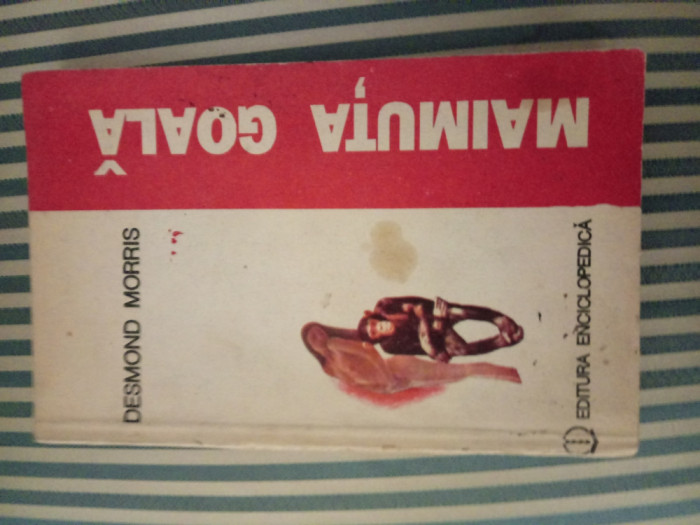 DESMOND MORRIS
MAIMUȚA GOALĂ
EDITURA ENCICLOPEDICĂ